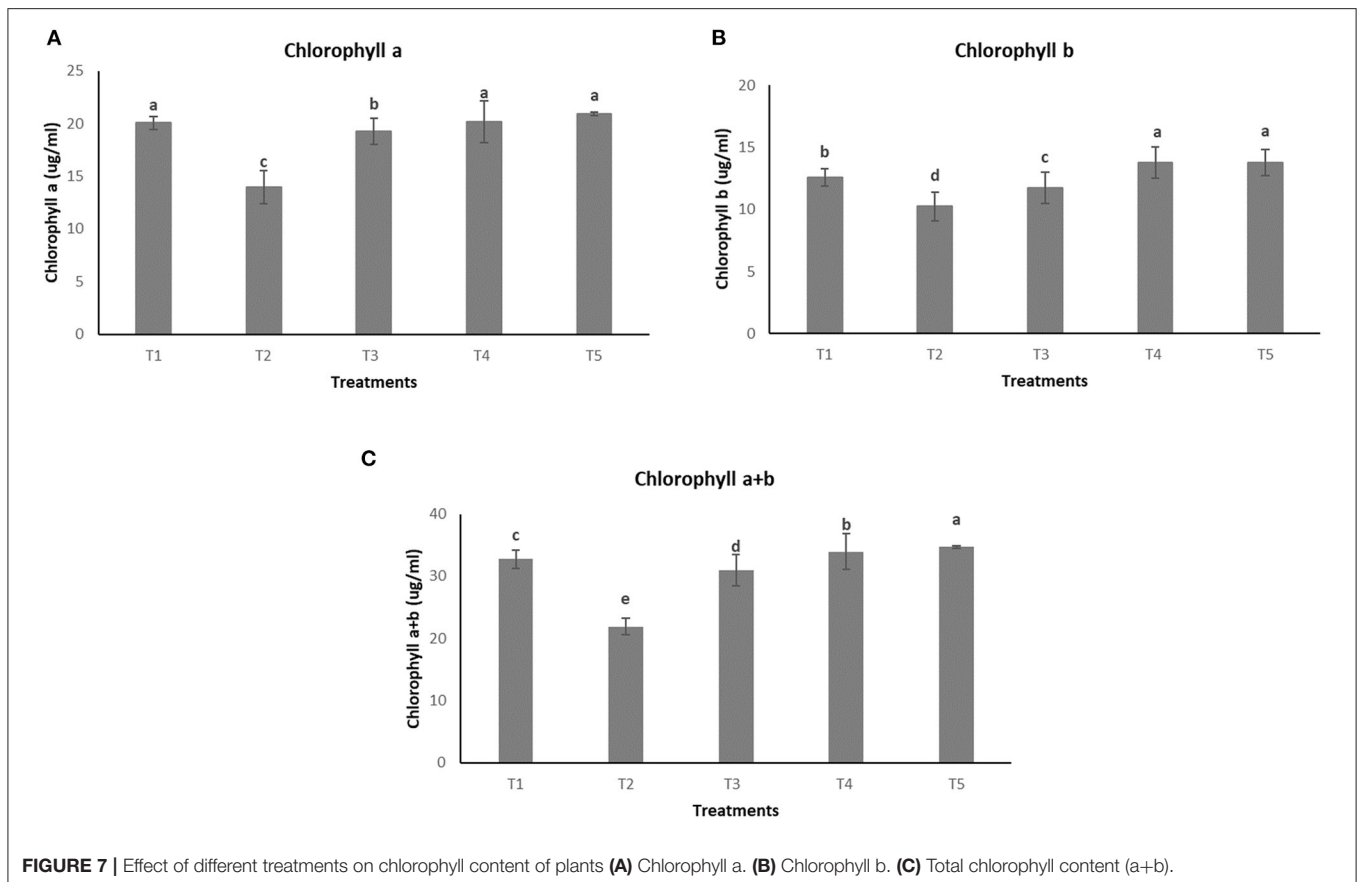 A
Chlorophyll a
25
20
15
10
5
0
Chlorophyll a (ug/ml)
a
c
b
a
a
T1 T2 T3 T4 T5
Treatments
B
Chlorophyll b
20
15
10
5
0
Chlorophyll b (ug/ml)
b
d
c
a
a
T1 T2 T3 T4 T5
Treatments
C
Chlorophyll a+b
40
30
20
10
0
Chlorophyll a+b (ug/ml)
c
e
d
b
a
T1 T2 T3 T4 T5
Treatments
FIGURE 7 | Effect of different treatments on chlorophyll content of plants (A) Chlorophyll a. (B) Chlorophyll b. (C) Total chlorophyll content (a+b).